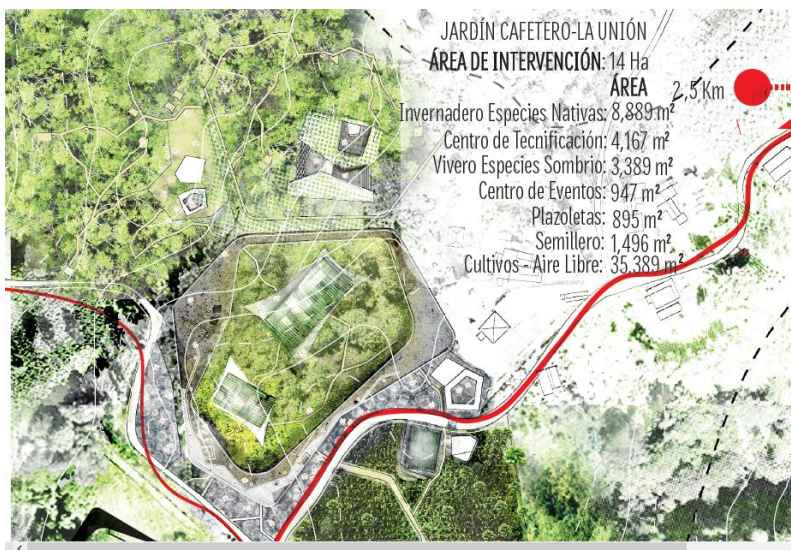 JARDÍN CAFETERO-LA UNIÓN
ÁREA DE INTERVENCIÓN: 14 Ha
ÁREA
2,5 Km
Invernadero Especies Nativas: 8,889 m²
Centro de Tecnificación: 4,167 m²
Vivero Especies Sombrio: 3,389 m²
Centro de Eventos: 947 m²
Plazoletas: 895 m²
Semillero: 1,496 m²
Cultivos - Aire Libre: 35.389 m²